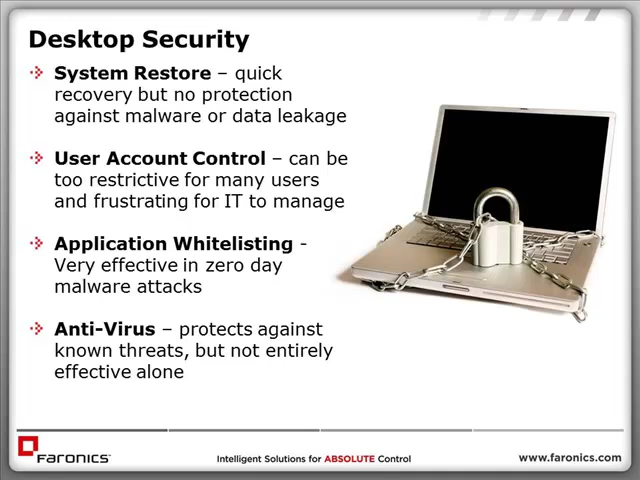 Desktop Security
System Restore – quick
recovery but no protection
against malware or data leakage
User Account Control – can be
too restrictive for many users
and frustrating for IT to manage
Application Whitelisting -
Very effective in zero day
malware attacks
Anti-Virus – protects against
known threats, but not entirely
effective alone
FARONICS
Intelligent Solutions for ABSOLUTE Control
www.faronics.com